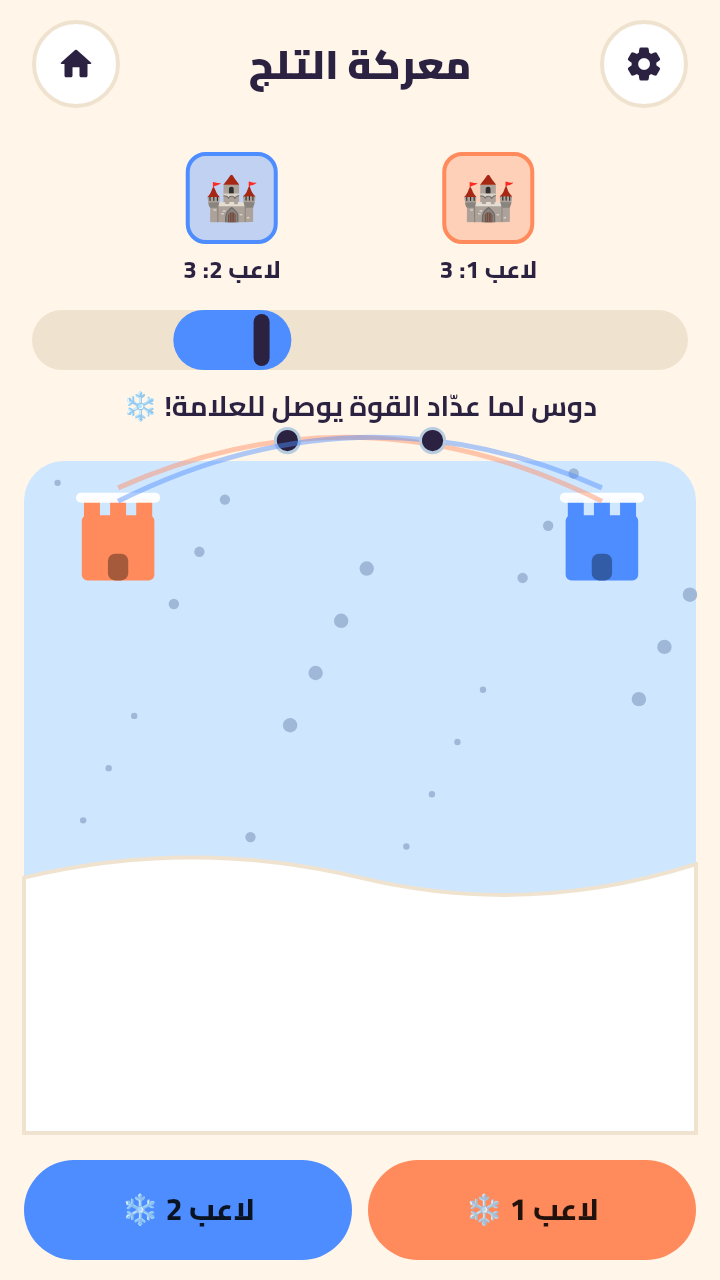 معركة التلج
لاعب 1: 3
لاعب 2: 3
دوس لما عدّاد القوة يوصل للعلامة! ❄️
لاعب 1 ❄️
لاعب 2 ❄️